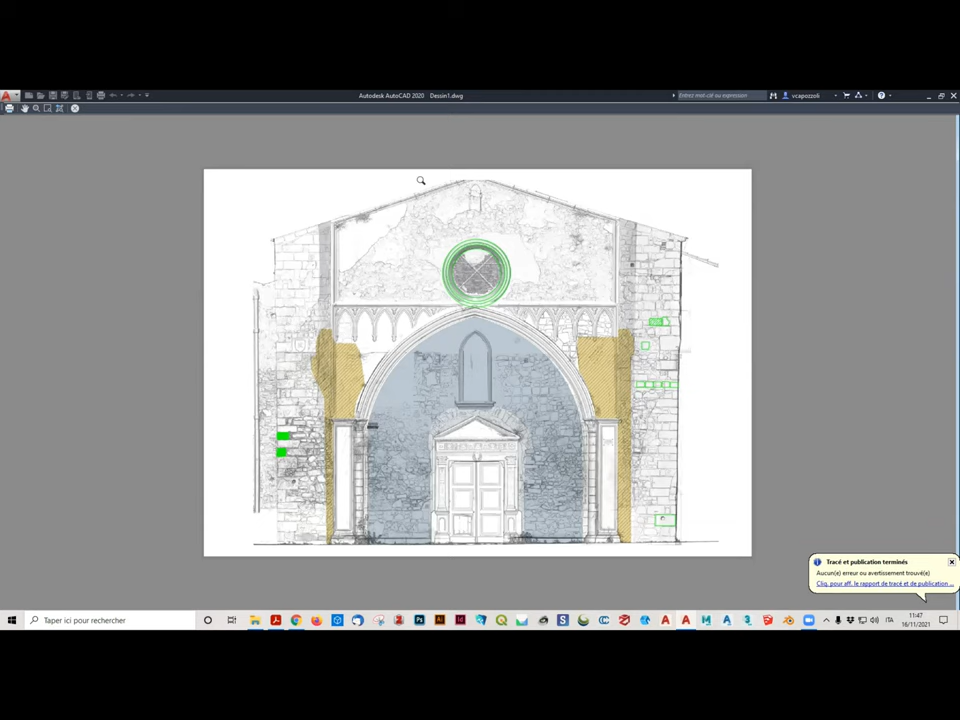 Autodesk AutoCAD 2020 Dessin1.dwg
Entrez mot-clé ou expression
vcapozzoli
Tracé et publication terminés
Aucun(e) erreur ou avertissement trouvé(e)
Cliq. pour aff. le rapport de tracé et de publication ...
Taper ici pour rechercher
ITA
11:47
16/11/2021